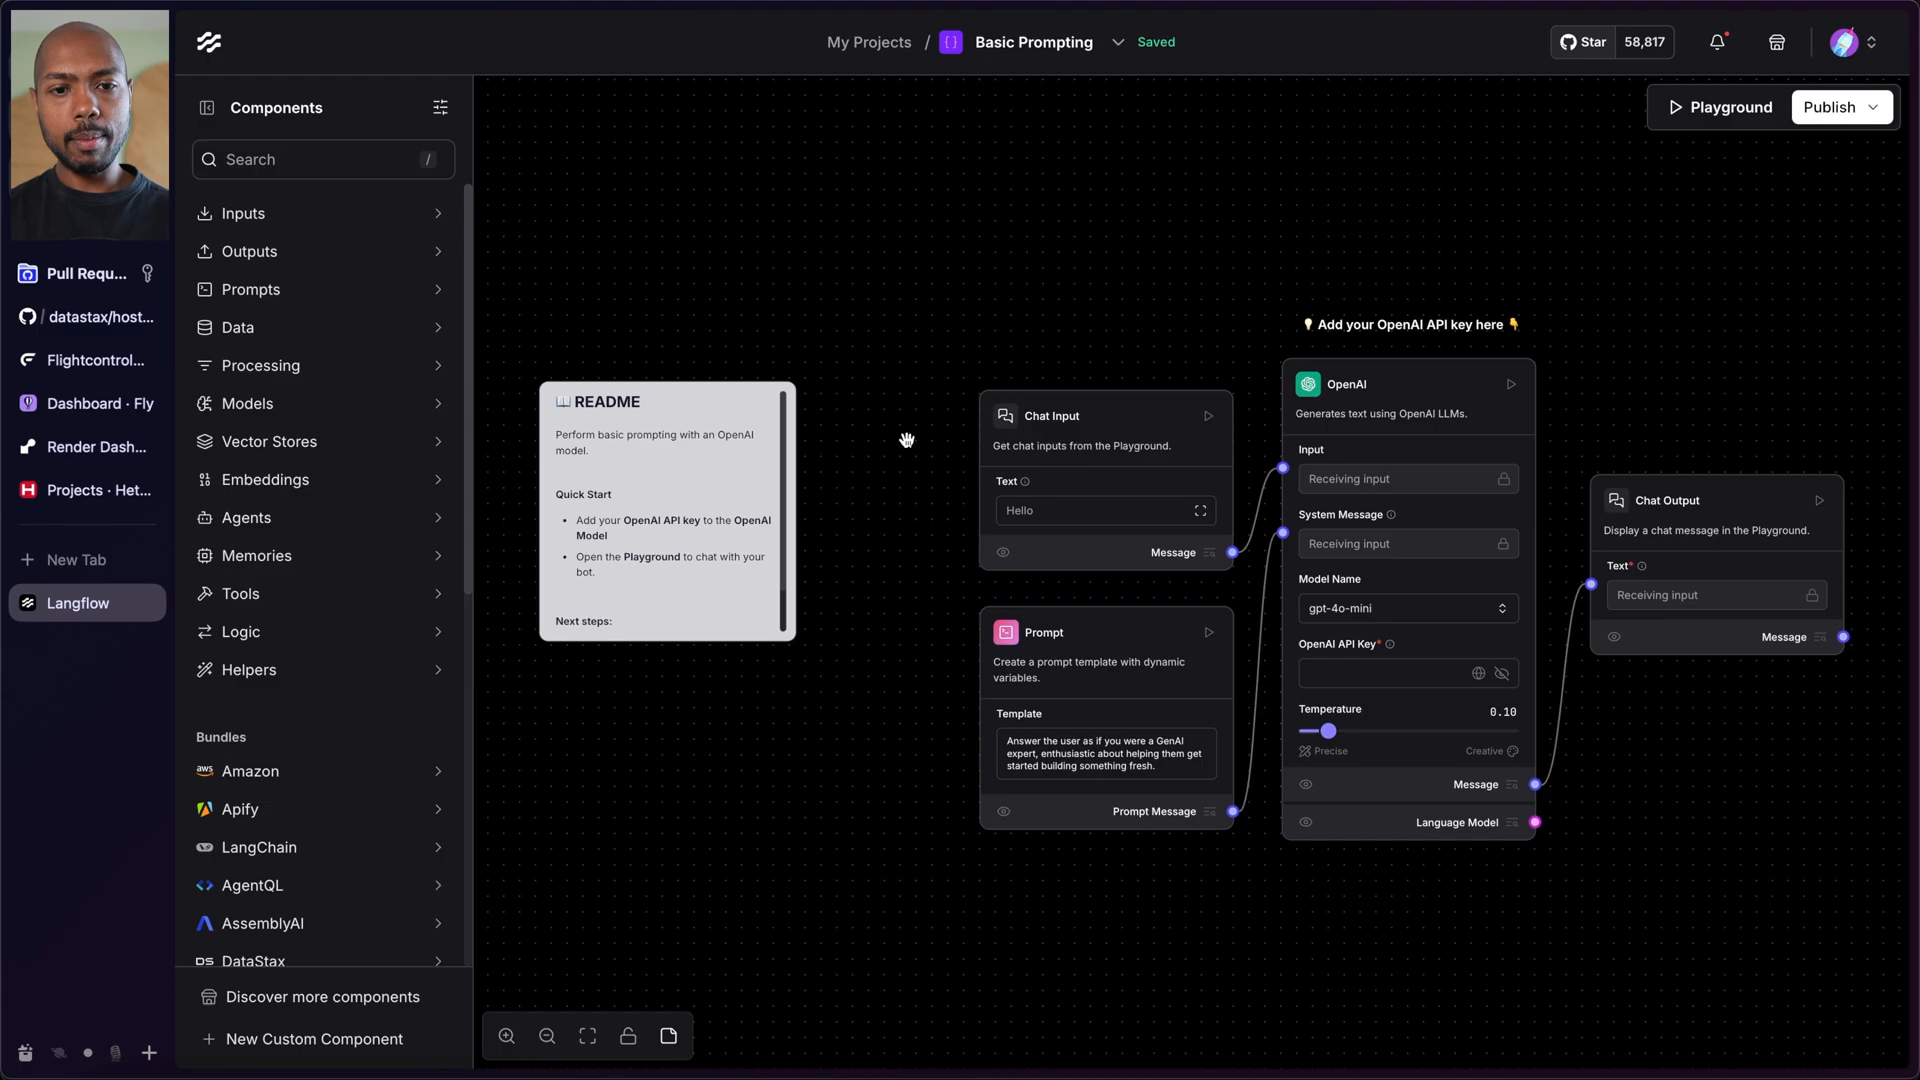 My Projects / Basic Prompting Saved
Star 58,817
Pull Requ...
/ datastax/host...
Flightcontrol...
Dashboard · Fly
Render Dash...
Projects · Het...
New Tab
Langflow
Components
Search /
Inputs
Outputs
Prompts
Data
Processing
Models
Vector Stores
Embeddings
Agents
Memories
Tools
Logic
Helpers
Bundles
aws Amazon
Apify
LangChain
AgentQL
AssemblyAI
DS DataStax
Discover more components
New Custom Component
Playground
Publish
README
Perform basic prompting with an OpenAI
model.
Quick Start
• Add your OpenAI API key to the OpenAI
Model
• Open the Playground to chat with your
bot.
Next steps:
Chat Input
Get chat inputs from the Playground.
Text
Hello
Message
Prompt
Create a prompt template with dynamic
variables.
Template
Answer the user as if you were a GenAI
expert, enthusiastic about helping them get
started building something fresh.
Prompt Message
💡 Add your OpenAI API key here 👇
OpenAI
Generates text using OpenAI LLMs.
Input
Receiving input
System Message
Receiving input
Model Name
gpt-4o-mini
OpenAI API Key*
Temperature 0.10
Precise Creative
Message
Language Model
Chat Output
Display a chat message in the Playground.
Text*
Receiving input
Message